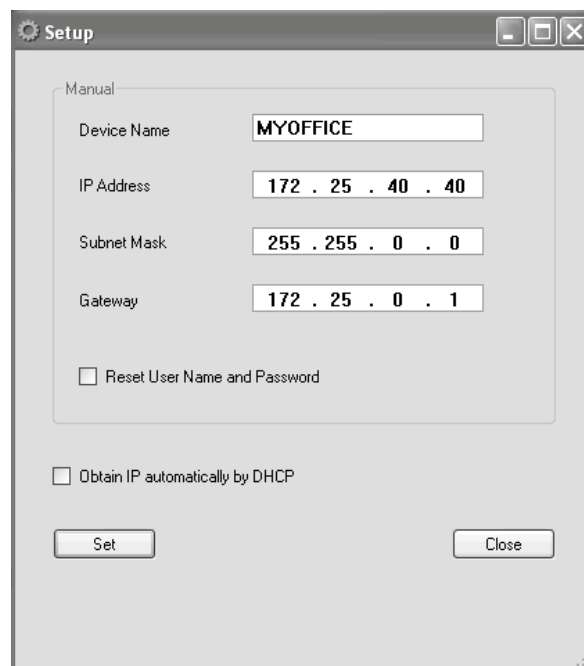 Setup
Manual
Device Name MYOFFICE
IP Address 172 . 25 . 40 . 40
Subnet Mask 255 . 255 . 0 . 0
Gateway 172 . 25 . 0 . 1
Reset User Name and Password
Obtain IP automatically by DHCP
Set Close